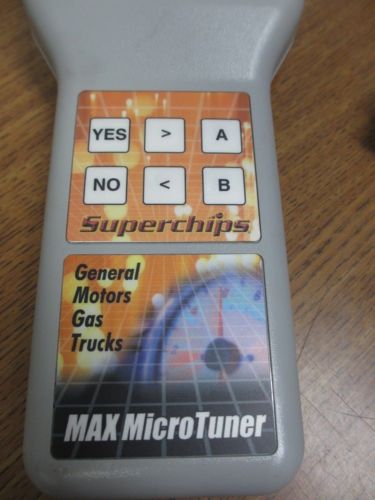 YES > A
NO < B
Superchips
General
Motors
Gas
Trucks
MAX MicroTuner